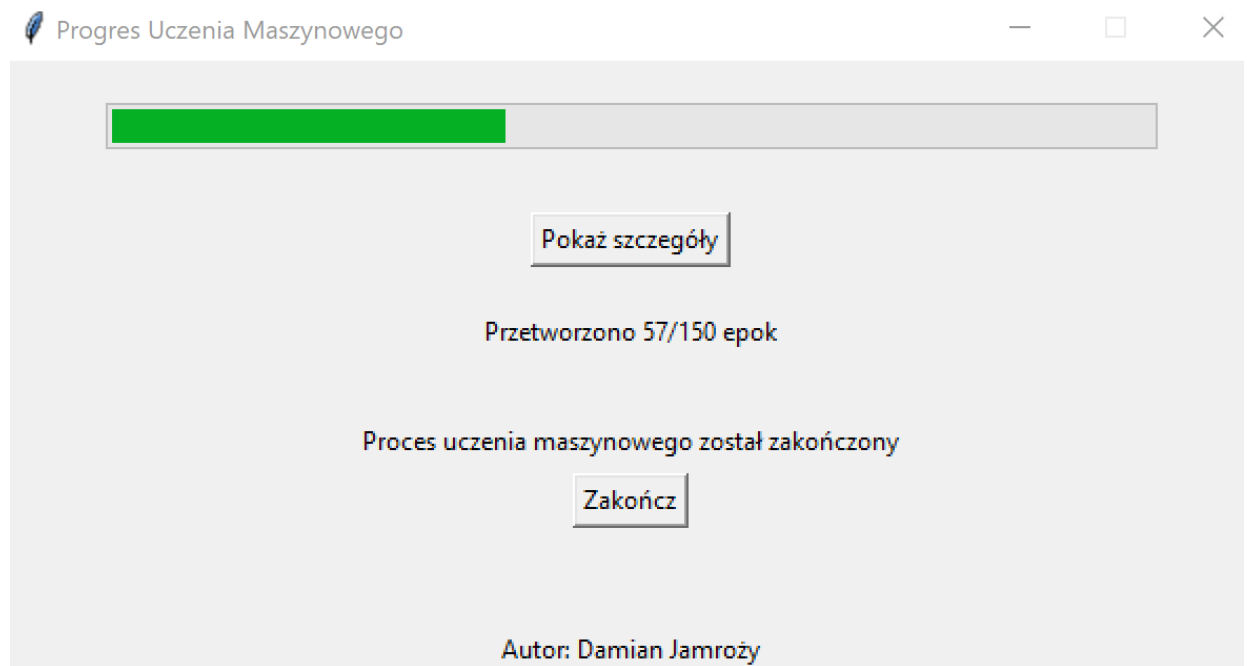 Progres Uczenia Maszynowego
Pokaż szczegóły
Przetworzono 57/150 epok
Proces uczenia maszynowego został zakończony
Zakończ
Autor: Damian Jamroży